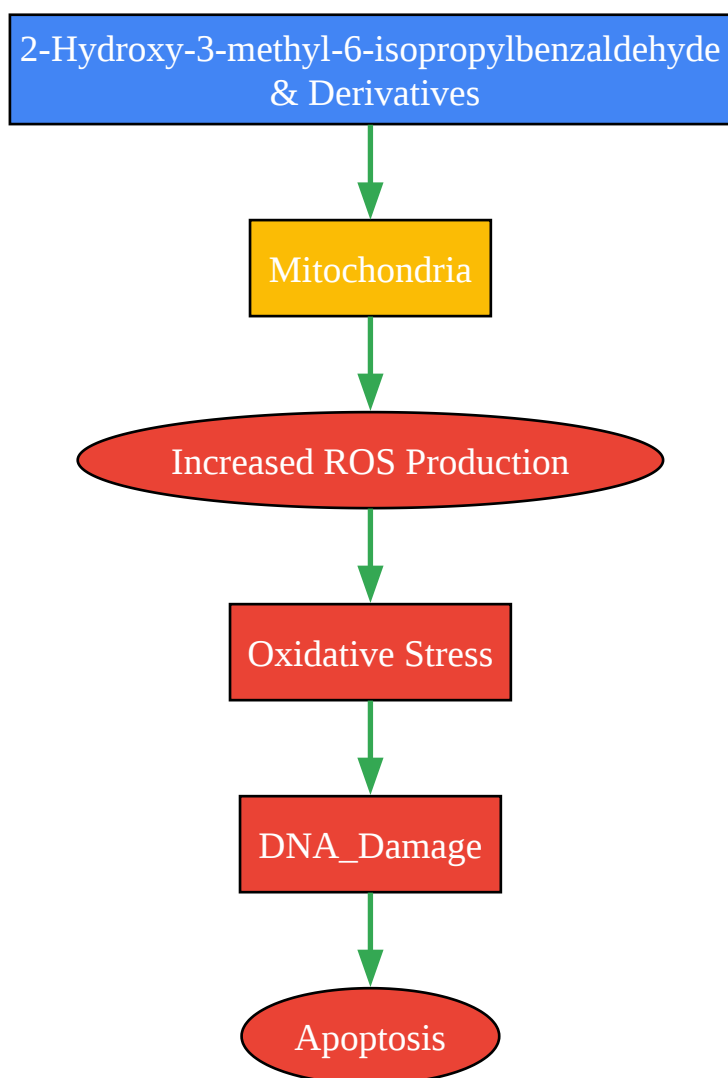 2-Hydroxy-3-methyl-6-isopropylbenzaldehyde
& Derivatives
Mitochondria
Increased ROS Production
Oxidative Stress
DNA_Damage
Apoptosis